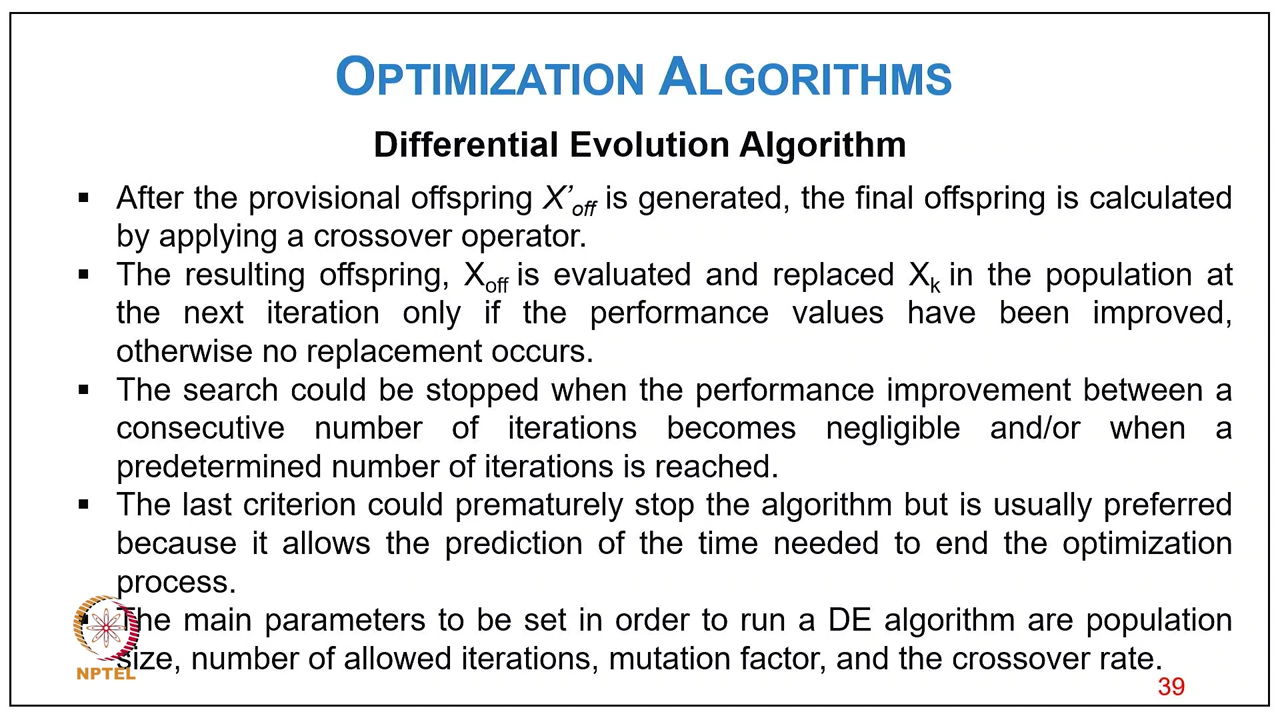 OPTIMIZATION ALGORITHMS
Differential Evolution Algorithm
▪ After the provisional offspring X’off is generated, the final offspring is calculated
by applying a crossover operator.
▪ The resulting offspring, Xoff is evaluated and replaced Xk in the population at
the next iteration only if the performance values have been improved,
otherwise no replacement occurs.
▪ The search could be stopped when the performance improvement between a
consecutive number of iterations becomes negligible and/or when a
predetermined number of iterations is reached.
▪ The last criterion could prematurely stop the algorithm but is usually preferred
because it allows the prediction of the time needed to end the optimization
process.
▪ The main parameters to be set in order to run a DE algorithm are population
size, number of allowed iterations, mutation factor, and the crossover rate.
NPTEL
39